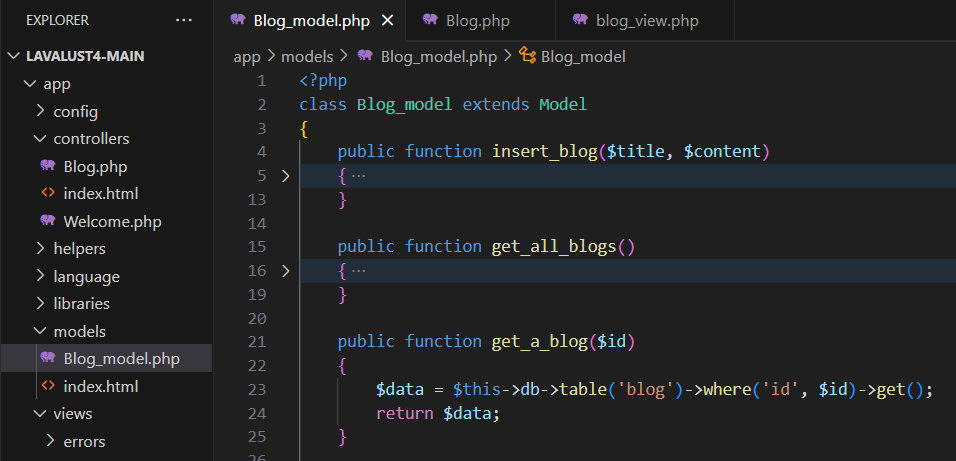 EXPLORER ···
LAVALUST4-MAIN
app
config
controllers
Blog.php
<> index.html
Welcome.php
helpers
language
libraries
models
Blog_model.php
<> index.html
views
errors
Blog_model.php × Blog.php blog_view.php
app > models > Blog_model.php > Blog_model
1 <?php
2 class Blog_model extends Model
3 {
4 public function insert_blog($title, $content)
5 > { ···
13 }
14
15 public function get_all_blogs()
16 > { ···
19 }
20
21 public function get_a_blog($id)
22 {
23 $data = $this->db->table('blog')->where('id', $id)->get();
24 return $data;
25 }
26